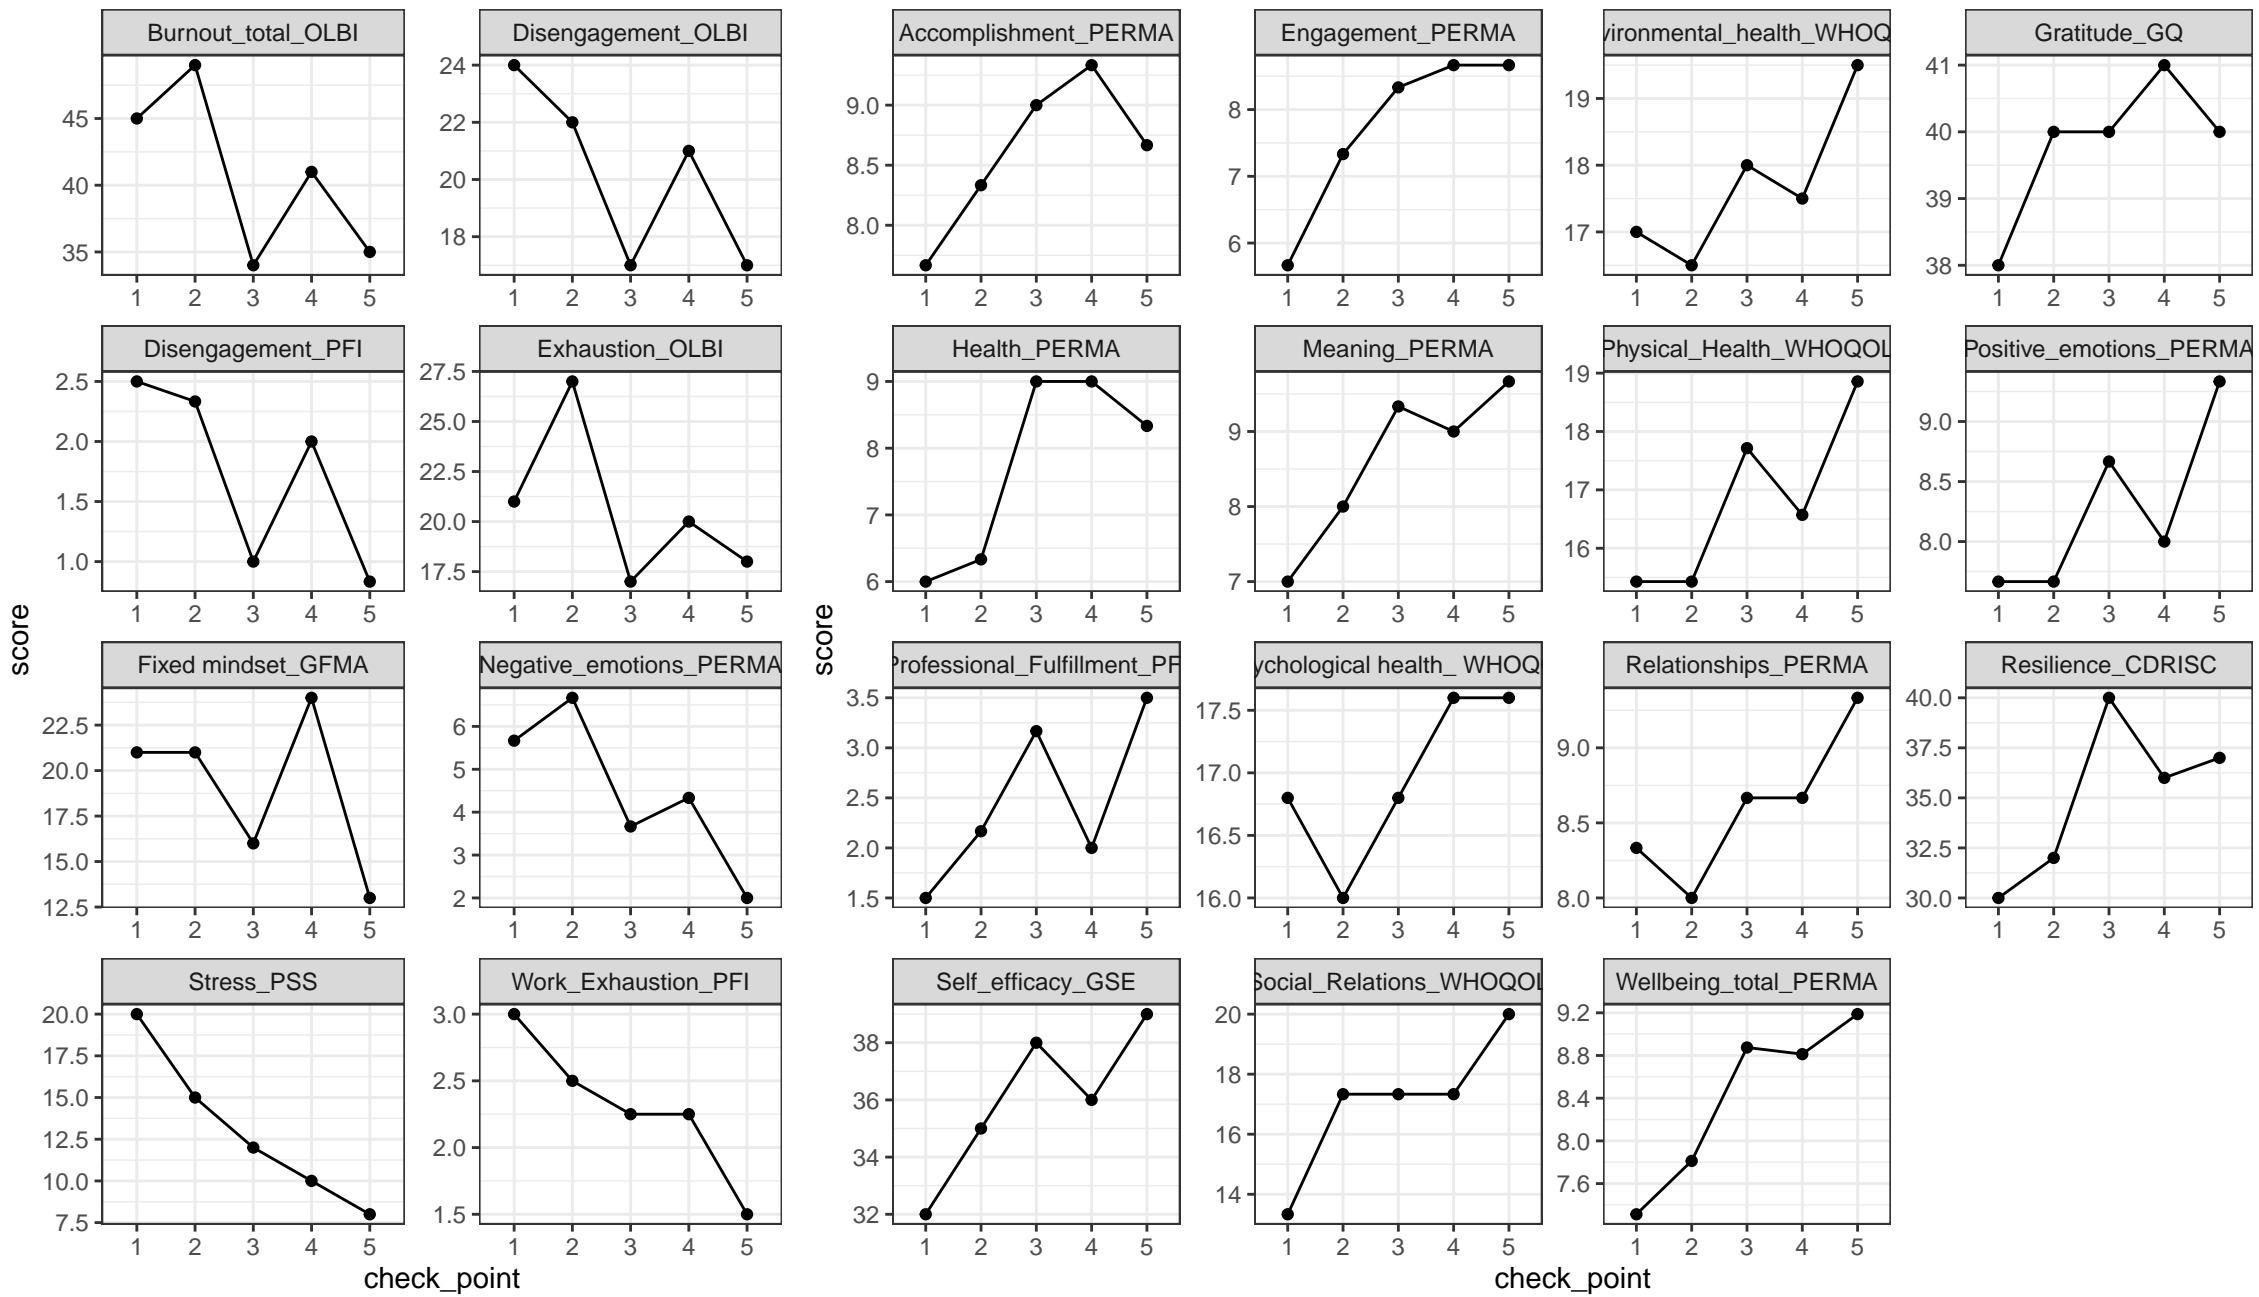 Burnout_total_OLBI
45
40
35
1 2 3 4 5
Disengagement_OLBI
24
22
20
18
1 2 3 4 5
Disengagement_PFI
2.5
2.0
1.5
1.0
1 2 3 4 5
Exhaustion_OLBI
27.5
25.0
22.5
20.0
17.5
1 2 3 4 5
Fixed mindset_GFMA
22.5
20.0
17.5
15.0
12.5
1 2 3 4 5
Negative_emotions_PERMA
6
5
4
3
2
1 2 3 4 5
Stress_PSS
20.0
17.5
15.0
12.5
10.0
7.5
1 2 3 4 5
Work_Exhaustion_PFI
3.0
2.5
2.0
1.5
1 2 3 4 5
score
check_point
Accomplishment_PERMA
9.0
8.5
8.0
1 2 3 4 5
Engagement_PERMA
8
7
6
1 2 3 4 5
vironmental_health_WHOQ
19
18
17
1 2 3 4 5
Gratitude_GQ
41
40
39
38
1 2 3 4 5
Health_PERMA
9
8
7
6
1 2 3 4 5
Meaning_PERMA
9
8
7
1 2 3 4 5
Physical_Health_WHOQOL
19
18
17
16
1 2 3 4 5
Positive_emotions_PERMA
9.0
8.5
8.0
1 2 3 4 5
Professional_Fulfillment_PF
3.5
3.0
2.5
2.0
1.5
1 2 3 4 5
ychological health_ WHOQO
17.5
17.0
16.5
16.0
1 2 3 4 5
Relationships_PERMA
9.0
8.5
8.0
1 2 3 4 5
Resilience_CDRISC
40.0
37.5
35.0
32.5
30.0
1 2 3 4 5
Self_efficacy_GSE
38
36
34
32
1 2 3 4 5
Social_Relations_WHOQOL
20
18
16
14
1 2 3 4 5
Wellbeing_total_PERMA
9.2
8.8
8.4
8.0
7.6
1 2 3 4 5
score
check_point